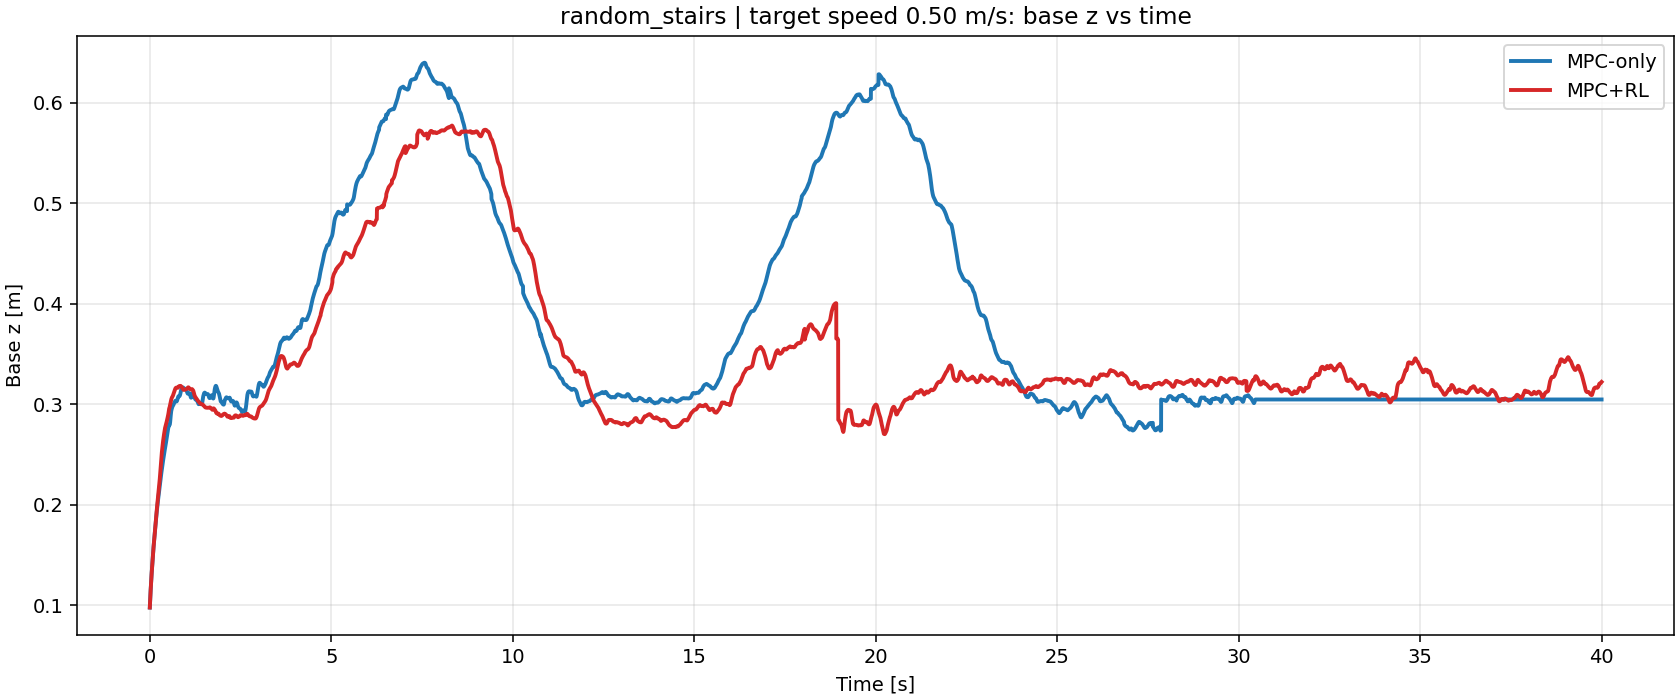 random_stairs | target speed 0.50 m/s: base z vs time
MPC-only
MPC+RL
Base z [m]
0.6
0.5
0.4
0.3
0.2
0.1
0 5 10 15 20 25 30 35 40
Time [s]